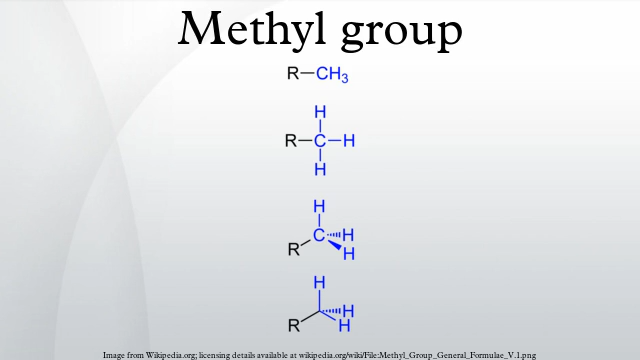 Methyl group
R—CH₃
H
R—C—H
H
H
C H
R H
H
H
R H
Image from Wikipedia.org; licensing details available at wikipedia.org/wiki/File:Methyl_Group_General_Formulae_V.1.png